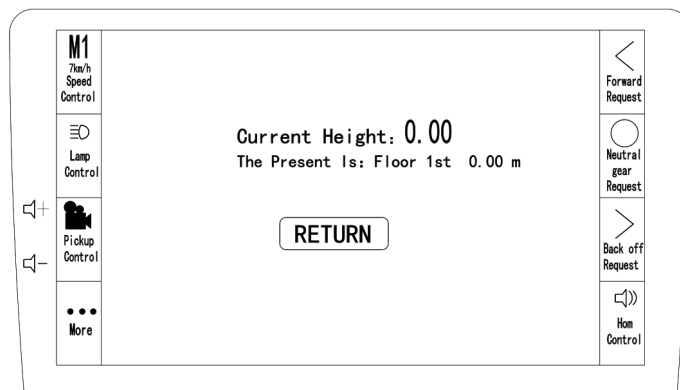 M1
7km/h
Speed
Control
Lamp
Control
Pickup
Control
More
Current Height: 0.00
The Present Is: Floor 1st 0.00 m
RETURN
Forward
Request
Neutral
gear
Request
Back off
Request
Hom
Control